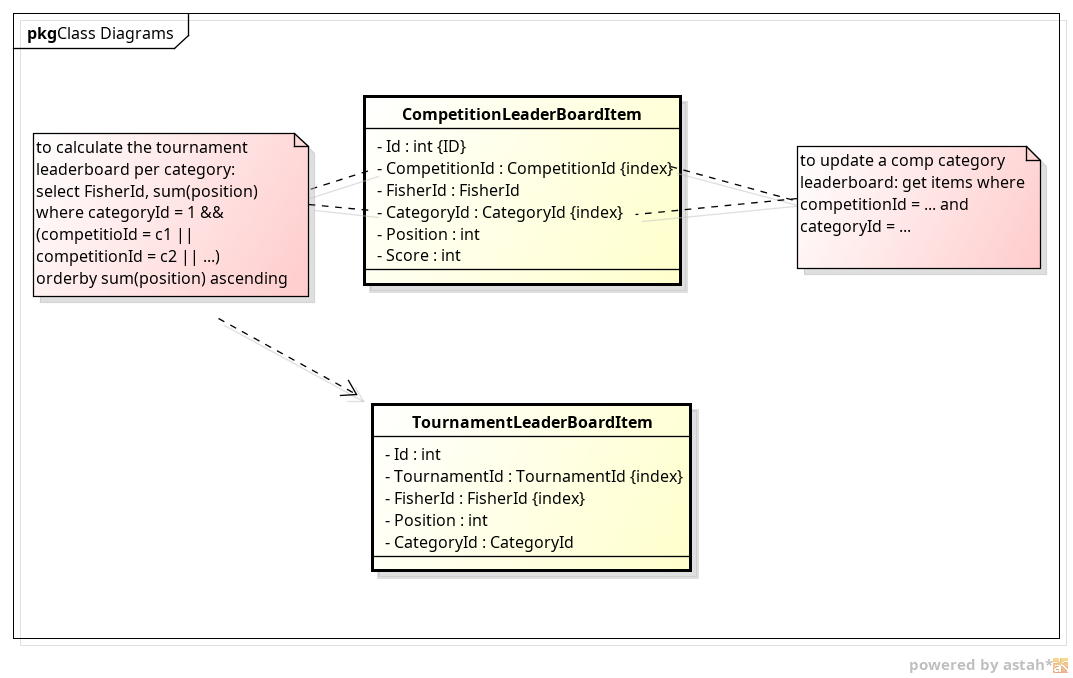 pkgClass Diagrams
CompetitionLeaderBoardItem
- Id : int {ID}
- CompetitionId : CompetitionId {index}
- FisherId : FisherId
- CategoryId : CategoryId {index}
- Position : int
- Score : int
to calculate the tournament
leaderboard per category:
select FisherId, sum(position)
where categoryId = 1 &&
(competitioId = c1 ||
competitionId = c2 || ...)
orderby sum(position) ascending
to update a comp category
leaderboard: get items where
competitionId = ... and
categoryId = ...
TournamentLeaderBoardItem
- Id : int
- TournamentId : TournamentId {index}
- FisherId : FisherId {index}
- Position : int
- CategoryId : CategoryId
powered by astah*